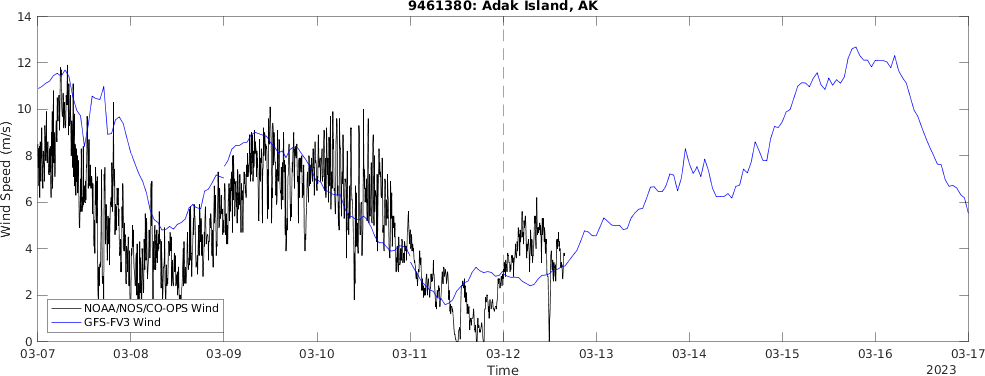 9461380: Adak Island, AK
Wind Speed (m/s)
14
12
10
8
6
4
2
0
NOAA/NOS/CO-OPS Wind
GFS-FV3 Wind
03-07 03-08 03-09 03-10 03-11 03-12 03-13 03-14 03-15 03-16 03-17
Time
2023